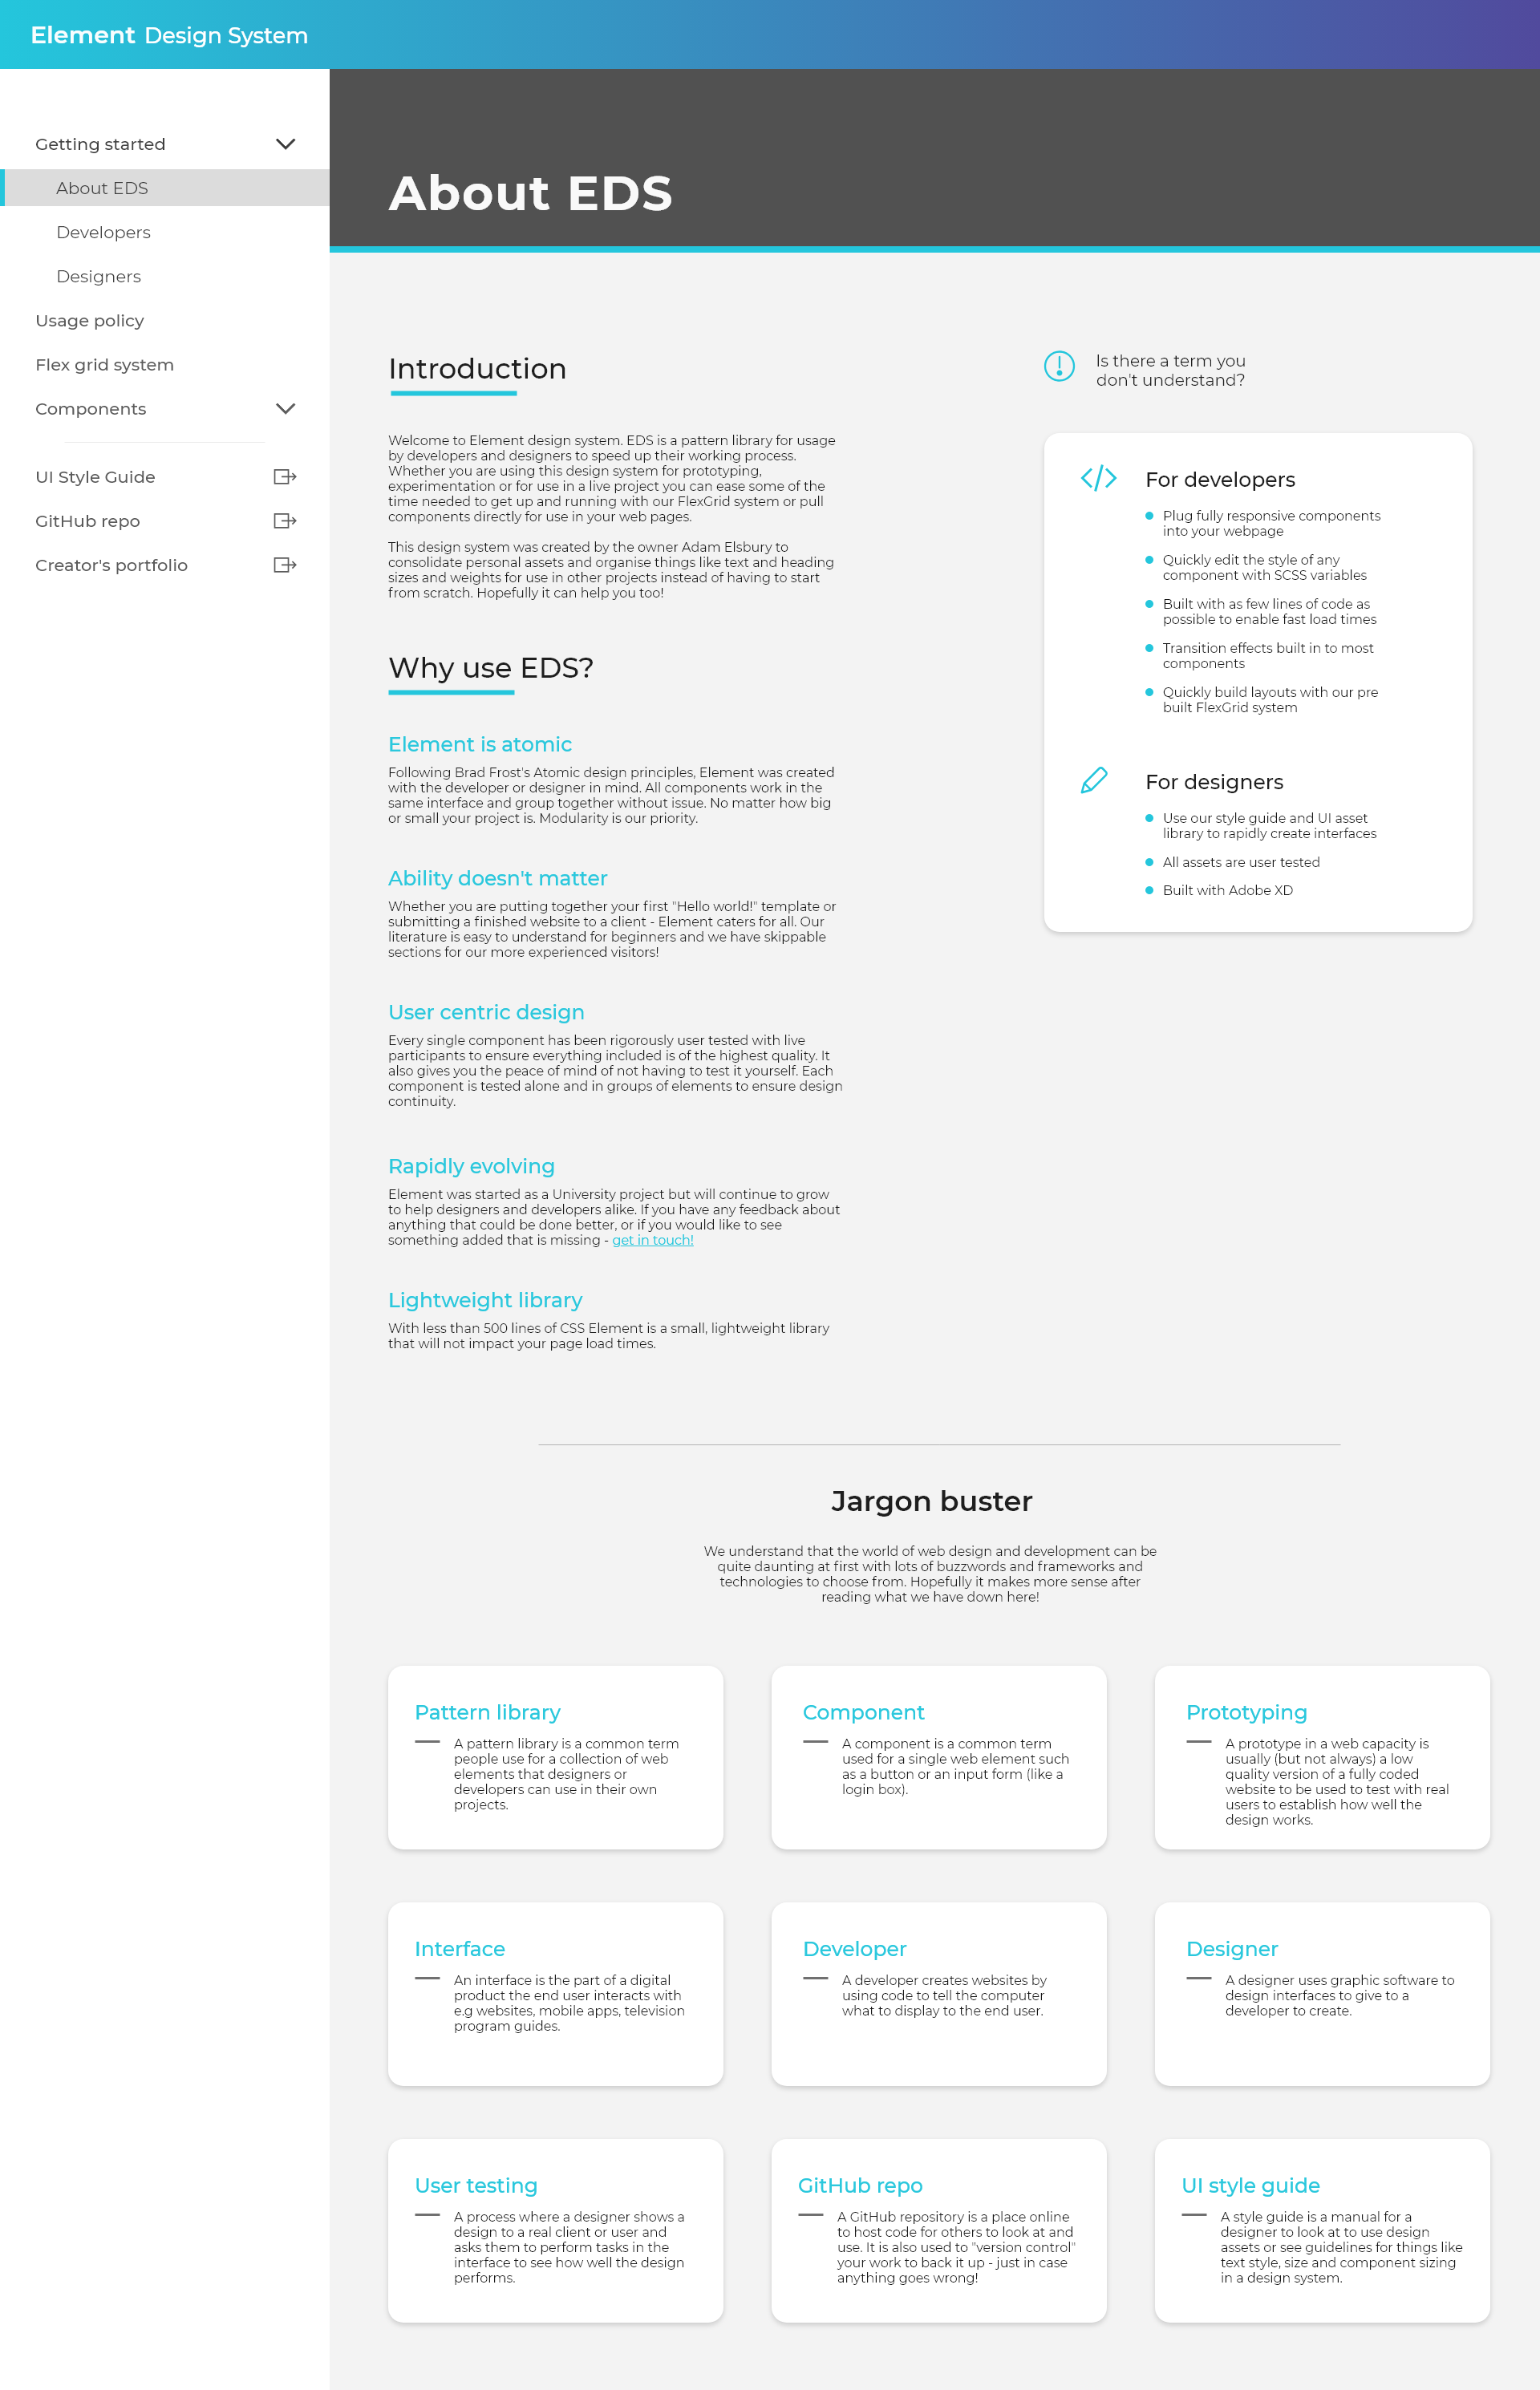 Element Design System
Getting started
About EDS
Developers
Designers
Usage policy
Flex grid system
Components
UI Style Guide
GitHub repo
Creator's portfolio
About EDS
Introduction
Welcome to Element design system. EDS is a pattern library for usage
by developers and designers to speed up their working process.
Whether you are using this design system for prototyping,
experimentation or for use in a live project you can ease some of the
time needed to get up and running with our FlexGrid system or pull
components directly for use in your web pages.
This design system was created by the owner Adam Elsbury to
consolidate personal assets and organise things like text and heading
sizes and weights for use in other projects instead of having to start
from scratch. Hopefully it can help you too!
Why use EDS?
Element is atomic
Following Brad Frost's Atomic design principles, Element was created
with the developer or designer in mind. All components work in the
same interface and group together without issue. No matter how big
or small your project is. Modularity is our priority.
Ability doesn't matter
Whether you are putting together your first "Hello world!" template or
submitting a finished website to a client - Element caters for all. Our
literature is easy to understand for beginners and we have skippable
sections for our more experienced visitors!
User centric design
Every single component has been rigorously user tested with live
participants to ensure everything included is of the highest quality. It
also gives you the peace of mind of not having to test it yourself. Each
component is tested alone and in groups of elements to ensure design
continuity.
Rapidly evolving
Element was started as a University project but will continue to grow
to help designers and developers alike. If you have any feedback about
anything that could be done better, or if you would like to see
something added that is missing - get in touch!
Lightweight library
With less than 500 lines of CSS Element is a small, lightweight library
that will not impact your page load times.
Is there a term you
don't understand?
For developers
Plug fully responsive components
into your webpage
Quickly edit the style of any
component with SCSS variables
Built with as few lines of code as
possible to enable fast load times
Transition effects built in to most
components
Quickly build layouts with our pre
built FlexGrid system
For designers
Use our style guide and UI asset
library to rapidly create interfaces
All assets are user tested
Built with Adobe XD
Jargon buster
We understand that the world of web design and development can be
quite daunting at first with lots of buzzwords and frameworks and
technologies to choose from. Hopefully it makes more sense after
reading what we have down here!
Pattern library
A pattern library is a common term
people use for a collection of web
elements that designers or
developers can use in their own
projects.
Component
A component is a common term
used for a single web element such
as a button or an input form (like a
login box).
Prototyping
A prototype in a web capacity is
usually (but not always) a low
quality version of a fully coded
website to be used to test with real
users to establish how well the
design works.
Interface
An interface is the part of a digital
product the end user interacts with
e.g websites, mobile apps, television
program guides.
Developer
A developer creates websites by
using code to tell the computer
what to display to the end user.
Designer
A designer uses graphic software to
design interfaces to give to a
developer to create.
User testing
A process where a designer shows a
design to a real client or user and
asks them to perform tasks in the
interface to see how well the design
performs.
GitHub repo
A GitHub repository is a place online
to host code for others to look at and
use. It is also used to "version control"
your work to back it up - just in case
anything goes wrong!
UI style guide
A style guide is a manual for a
designer to look at to use design
assets or see guidelines for things like
text style, size and component sizing
in a design system.